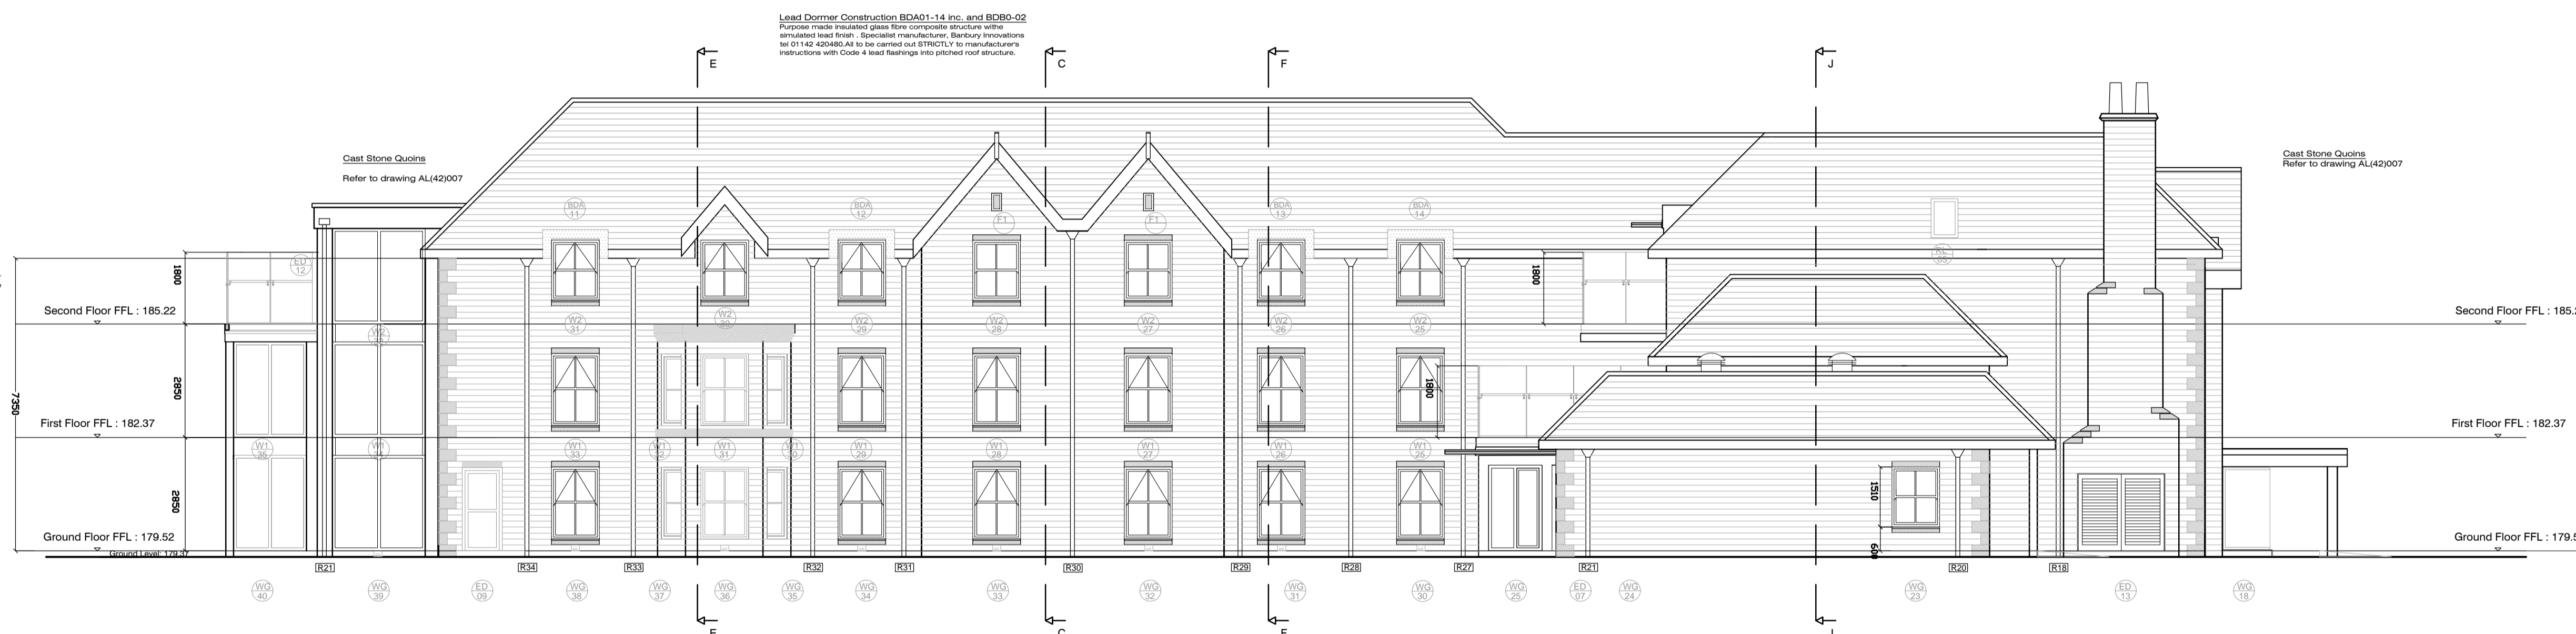 Lead Dormer Construction BDA01-14 inc. and BDB0-02
Purpose made insulated glass fibre composite structure withe
simulated lead finish . Specialist manufacturer, Banbury Innovations
tel 01142 420480.All to be carried out STRICTLY to manufacturer's
instructions with Code 4 lead flashings into pitched roof structure.
E
C
F
J
Cast Stone Quoins
Refer to drawing AL(42)007
Cast Stone Quoins
Refer to drawing AL(42)007
BDA
11
BDA
12
F1
F1
BDA
13
BDA
14
ED
12
1800
1800
Second Floor FFL : 185.22
Second Floor FFL : 185.2
W2
W2
31
W2
W2
29
W2
28
W2
27
W2
26
W2
25
7350
2850
1800
First Floor FFL : 182.37
First Floor FFL : 182.37
W1
35
W1
W1
33
W1
W1
31
W1
W1
29
W1
28
W1
27
W1
26
W1
25
2850
1510
600
Ground Floor FFL : 179.52
Ground Floor FFL : 179.5
Ground Level: 179.37
R21
R34
R33
R32
R31
R30
R29
R28
R27
R21
R20
R18
WG
40
WG
39
ED
09
WG
38
WG
37
WG
36
WG
35
WG
34
WG
33
WG
32
WG
31
WG
30
WG
25
ED
07
WG
24
WG
23
ED
13
WG
18